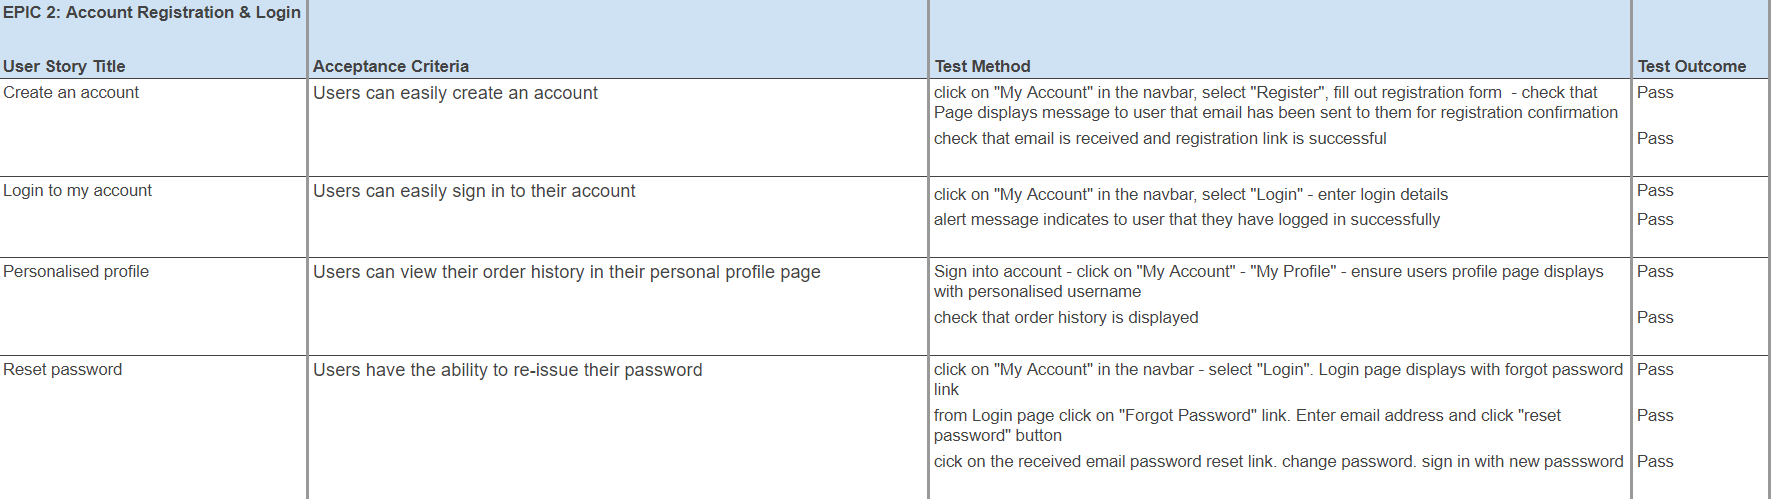 EPIC 2: Account Registration & Login
User Story Title
Acceptance Criteria
Test Method
Test Outcome
Create an account
Users can easily create an account
click on "My Account" in the navbar, select "Register", fill out registration form  - check that
Page displays message to user that email has been sent to them for registration confirmation
Pass
check that email is received and registration link is successful
Pass
Login to my account
Users can easily sign in to their account
click on "My Account" in the navbar, select "Login" - enter login details
Pass
alert message indicates to user that they have logged in successfully
Pass
Personalised profile
Users can view their order history in their personal profile page
Sign into account - click on "My Account" - "My Profile" - ensure users profile page displays
with personalised username
Pass
check that order history is displayed
Pass
Reset password
Users have the ability to re-issue their password
click on "My Account" in the navbar - select "Login". Login page displays with forgot password
link
Pass
from Login page click on "Forgot Password" link. Enter email address and click "reset
password" button
Pass
cick on the received email password reset link. change password. sign in with new passsword
Pass